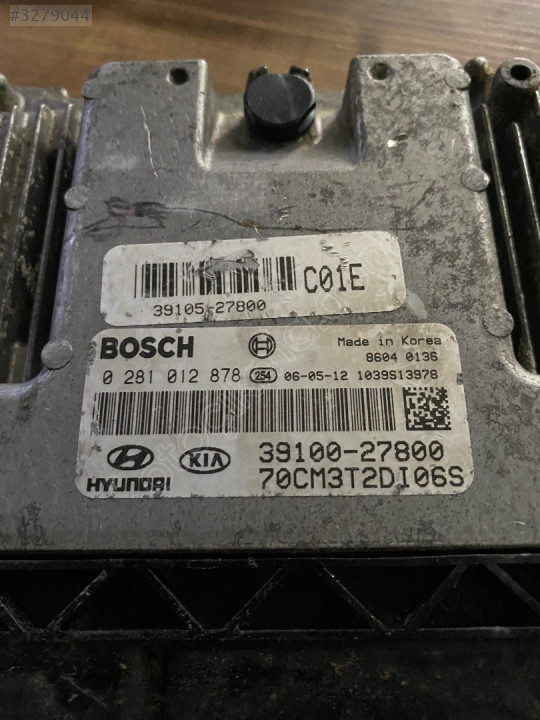 #3279044
C01E
39105-27800
BOSCH
Made in Korea
8604 0136
0 281 012 878 254 06-05-12 1039S13978
HYUNDAI KIA 39100-27800
70CM3T2DI06S